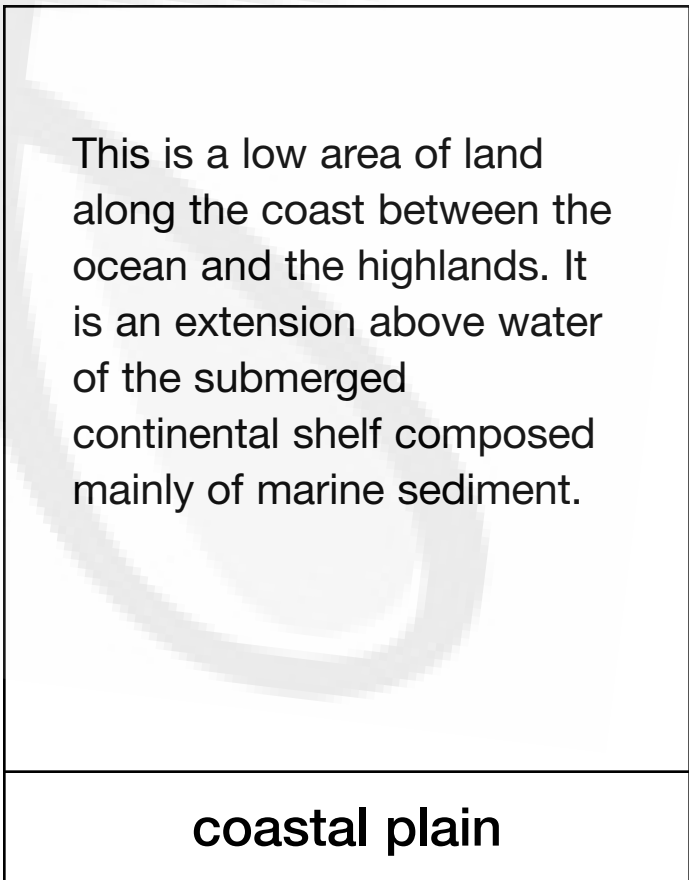 This is a low area of land
along the coast between the
ocean and the highlands. It
is an extension above water
of the submerged
continental shelf composed
mainly of marine sediment.
coastal plain